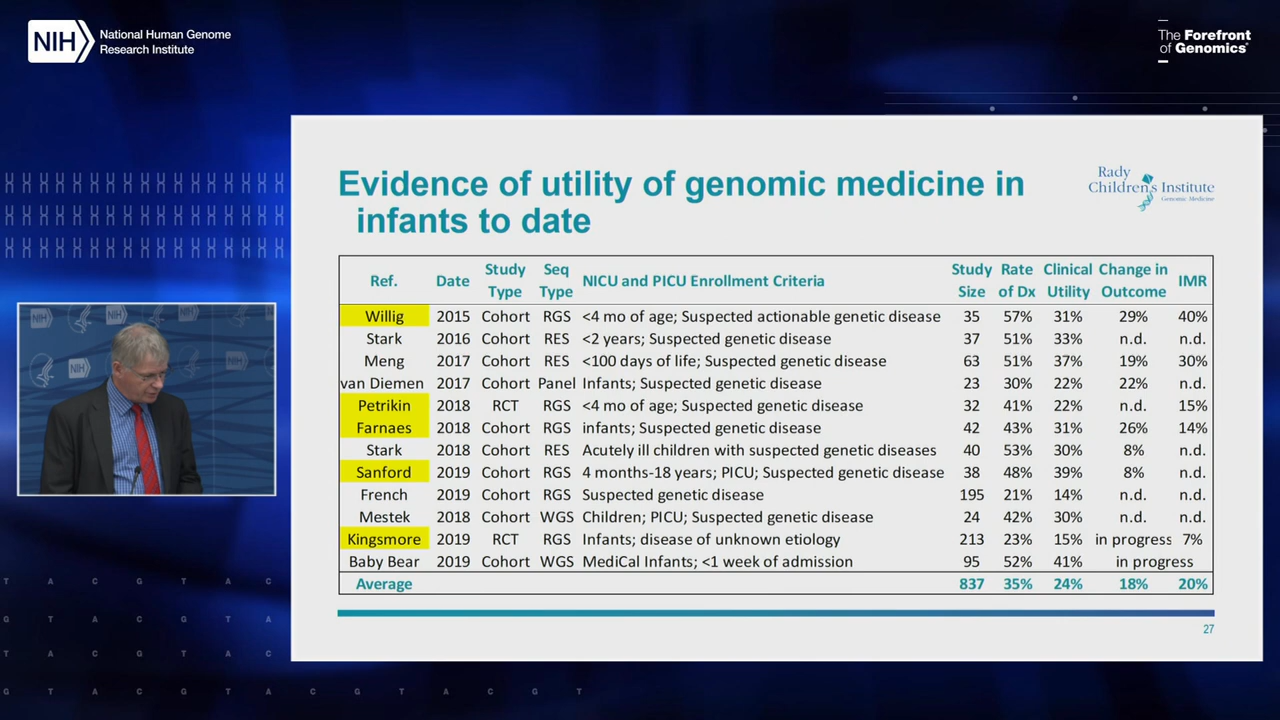 NIH National Human Genome
Research Institute
The Forefront
of Genomics®
Evidence of utility of genomic medicine in
infants to date
Rady
Children's Institute
Genomic Medicine
Ref. Date Study Type Seq Type NICU and PICU Enrollment Criteria Study Size Rate of Dx Clinical Utility Change in Outcome IMR
Willig 2015 Cohort RGS <4 mo of age; Suspected actionable genetic disease 35 57% 31% 29% 40%
Stark 2016 Cohort RES <2 years; Suspected genetic disease 37 51% 33% n.d. n.d.
Meng 2017 Cohort RES <100 days of life; Suspected genetic disease 63 51% 37% 19% 30%
van Diemen 2017 Cohort Panel Infants; Suspected genetic disease 23 30% 22% 22% n.d.
Petrikin 2018 RCT RGS <4 mo of age; Suspected genetic disease 32 41% 22% n.d. 15%
Farnaes 2018 Cohort RGS infants; Suspected genetic disease 42 43% 31% 26% 14%
Stark 2018 Cohort RES Acutely ill children with suspected genetic diseases 40 53% 30% 8% n.d.
Sanford 2019 Cohort RGS 4 months-18 years; PICU; Suspected genetic disease 38 48% 39% 8% n.d.
French 2019 Cohort RGS Suspected genetic disease 195 21% 14% n.d. n.d.
Mestek 2018 Cohort WGS Children; PICU; Suspected genetic disease 24 42% 30% n.d. n.d.
Kingsmore 2019 RCT RGS Infants; disease of unknown etiology 213 23% 15% in progress 7%
Baby Bear 2019 Cohort WGS MediCal Infants; <1 week of admission 95 52% 41% in progress
Average 837 35% 24% 18% 20%
27
NIH
NIH
NIH
NIH
T A C G T A C
G T A C G T A C
T A C G T A C
G T A C G T A C G T A C G T